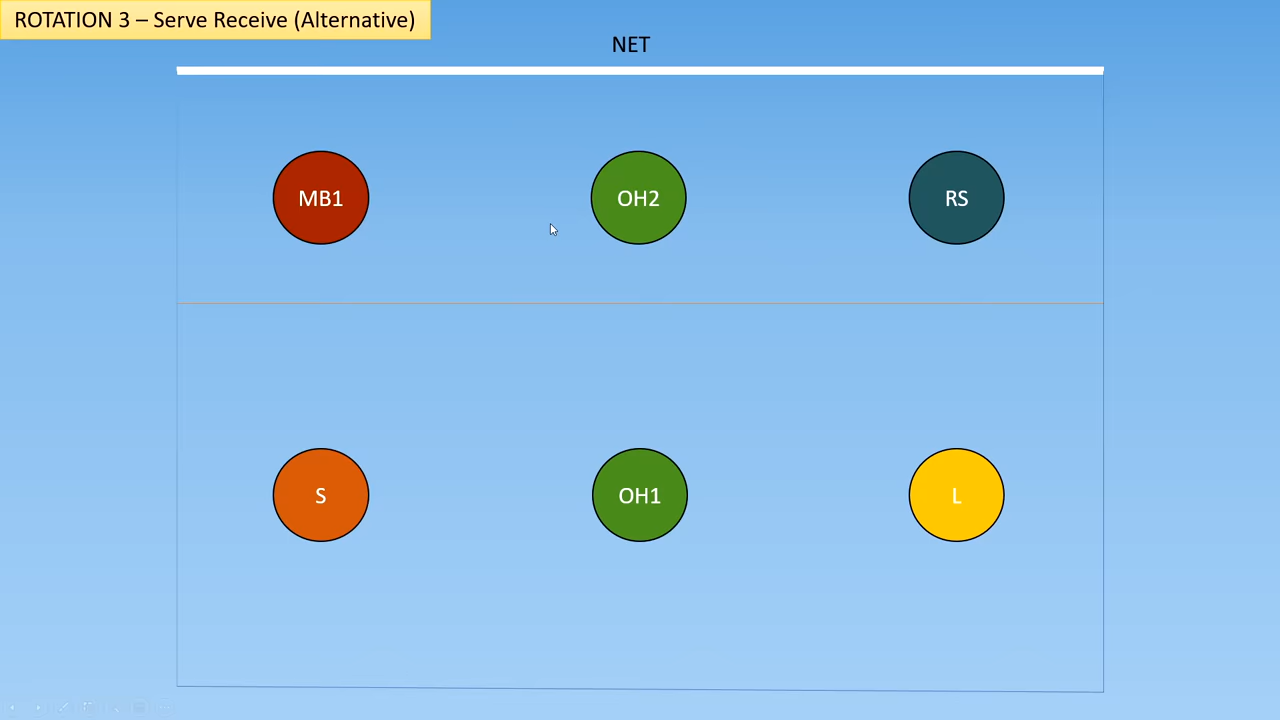 ROTATION 3 – Serve Receive (Alternative)
NET
MB1
OH2
RS
S
OH1
L